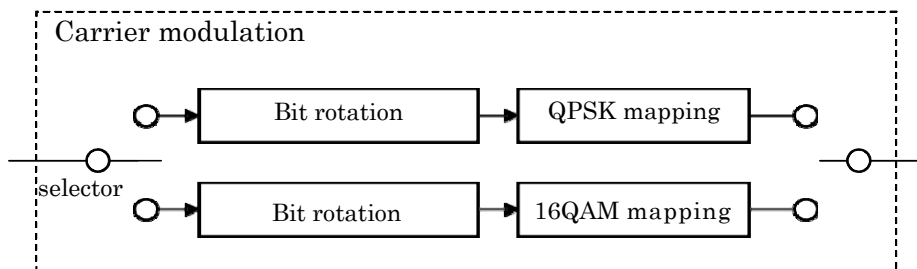 Carrier modulation
Bit rotation
QPSK mapping
selector
Bit rotation
16QAM mapping